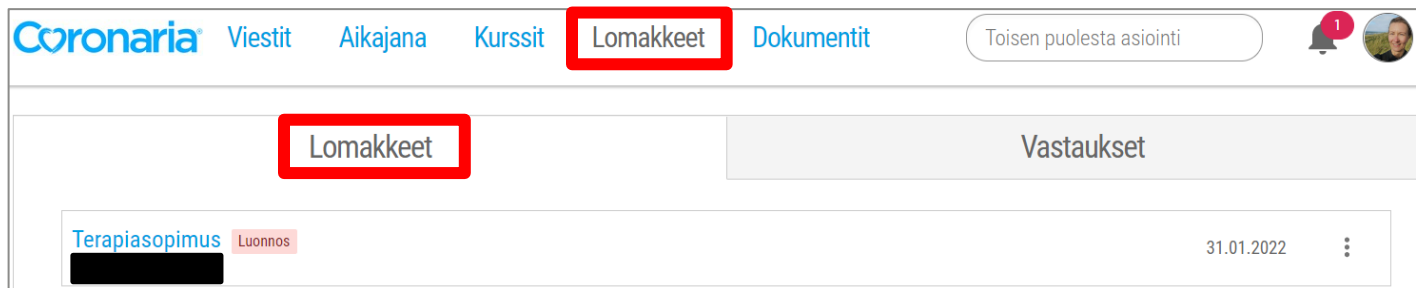 Coronaria Viestit Aikajana Kurssit Lomakkeet Dokumentit Toisen puolesta asiointi 1
Lomakkeet Vastaukset
Terapiasopimus Luonnos 31.01.2022